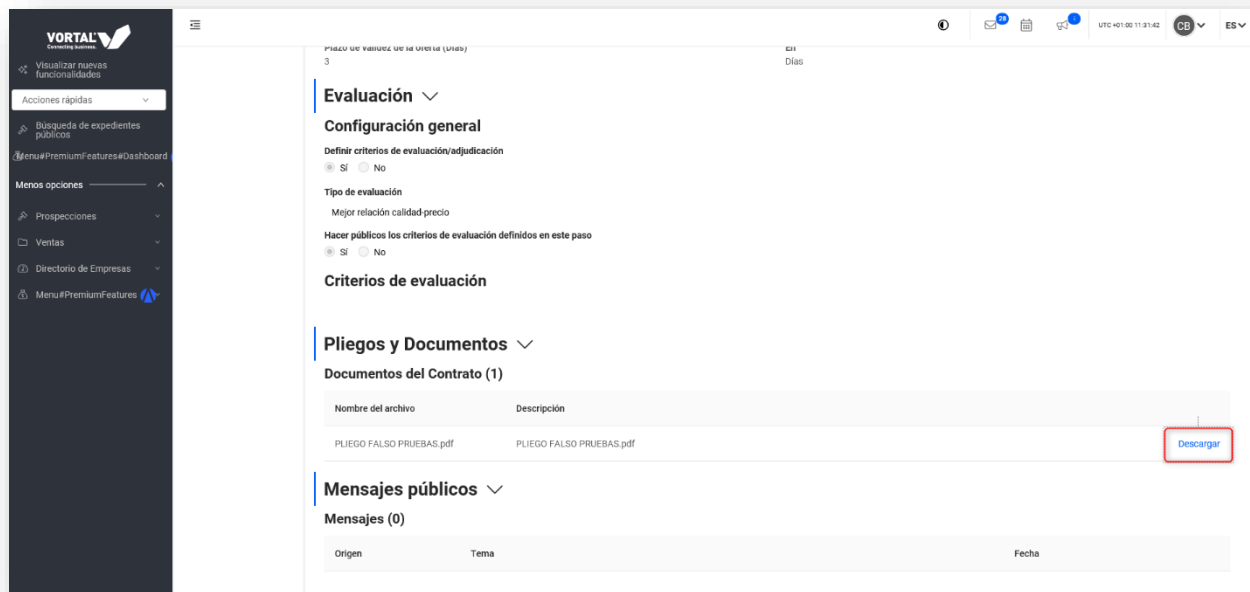 VORTAL
Connecting business.
28
UTC +01:00 11:31:42
CB
ES
Visualizar nuevas
funcionalidades
Acciones rápidas
Búsqueda de expedientes
públicos
Menu#PremiumFeatures#Dashboard
Menos opciones
Prospecciones
Ventas
Directorio de Empresas
Menu#PremiumFeatures
Plazo de validez de la oferta (Días)
En
3
Días
Evaluación
Configuración general
Definir criterios de evaluación/adjudicación
Sí No
Tipo de evaluación
Mejor relación calidad-precio
Hacer públicos los criterios de evaluación definidos en este paso
Sí No
Criterios de evaluación
Pliegos y Documentos
Documentos del Contrato (1)
Nombre del archivo Descripción
PLIEGO FALSO PRUEBAS.pdf PLIEGO FALSO PRUEBAS.pdf Descargar
Mensajes públicos
Mensajes (0)
Origen Tema Fecha